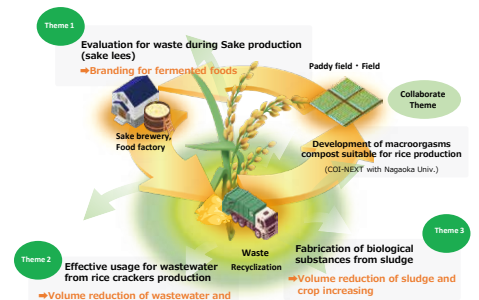 Theme 1
Evaluation for waste during Sake production
(sake lees)
➡Branding for fermented foods
Paddy field・Field
Collaborate
Theme
Sake brewery,
Food factory
Development of macroorgasms
compost suitable for rice production
(COI-NEXT with Nagaoka Univ.)
Theme 3
Waste
Recyclization
Fabrication of biological
substances from sludge
➡Volume reduction of sludge and
crop increasing
Theme 2
Effective usage for wastewater
from rice crackers production
➡Volume reduction of wastewater and